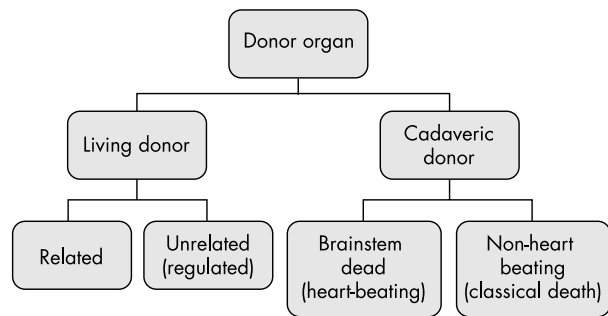 Donor organ
Living donor
Cadaveric
donor
Related
Unrelated
(regulated)
Brainstem
dead
(heart-beating)
Non-heart
beating
(classical death)